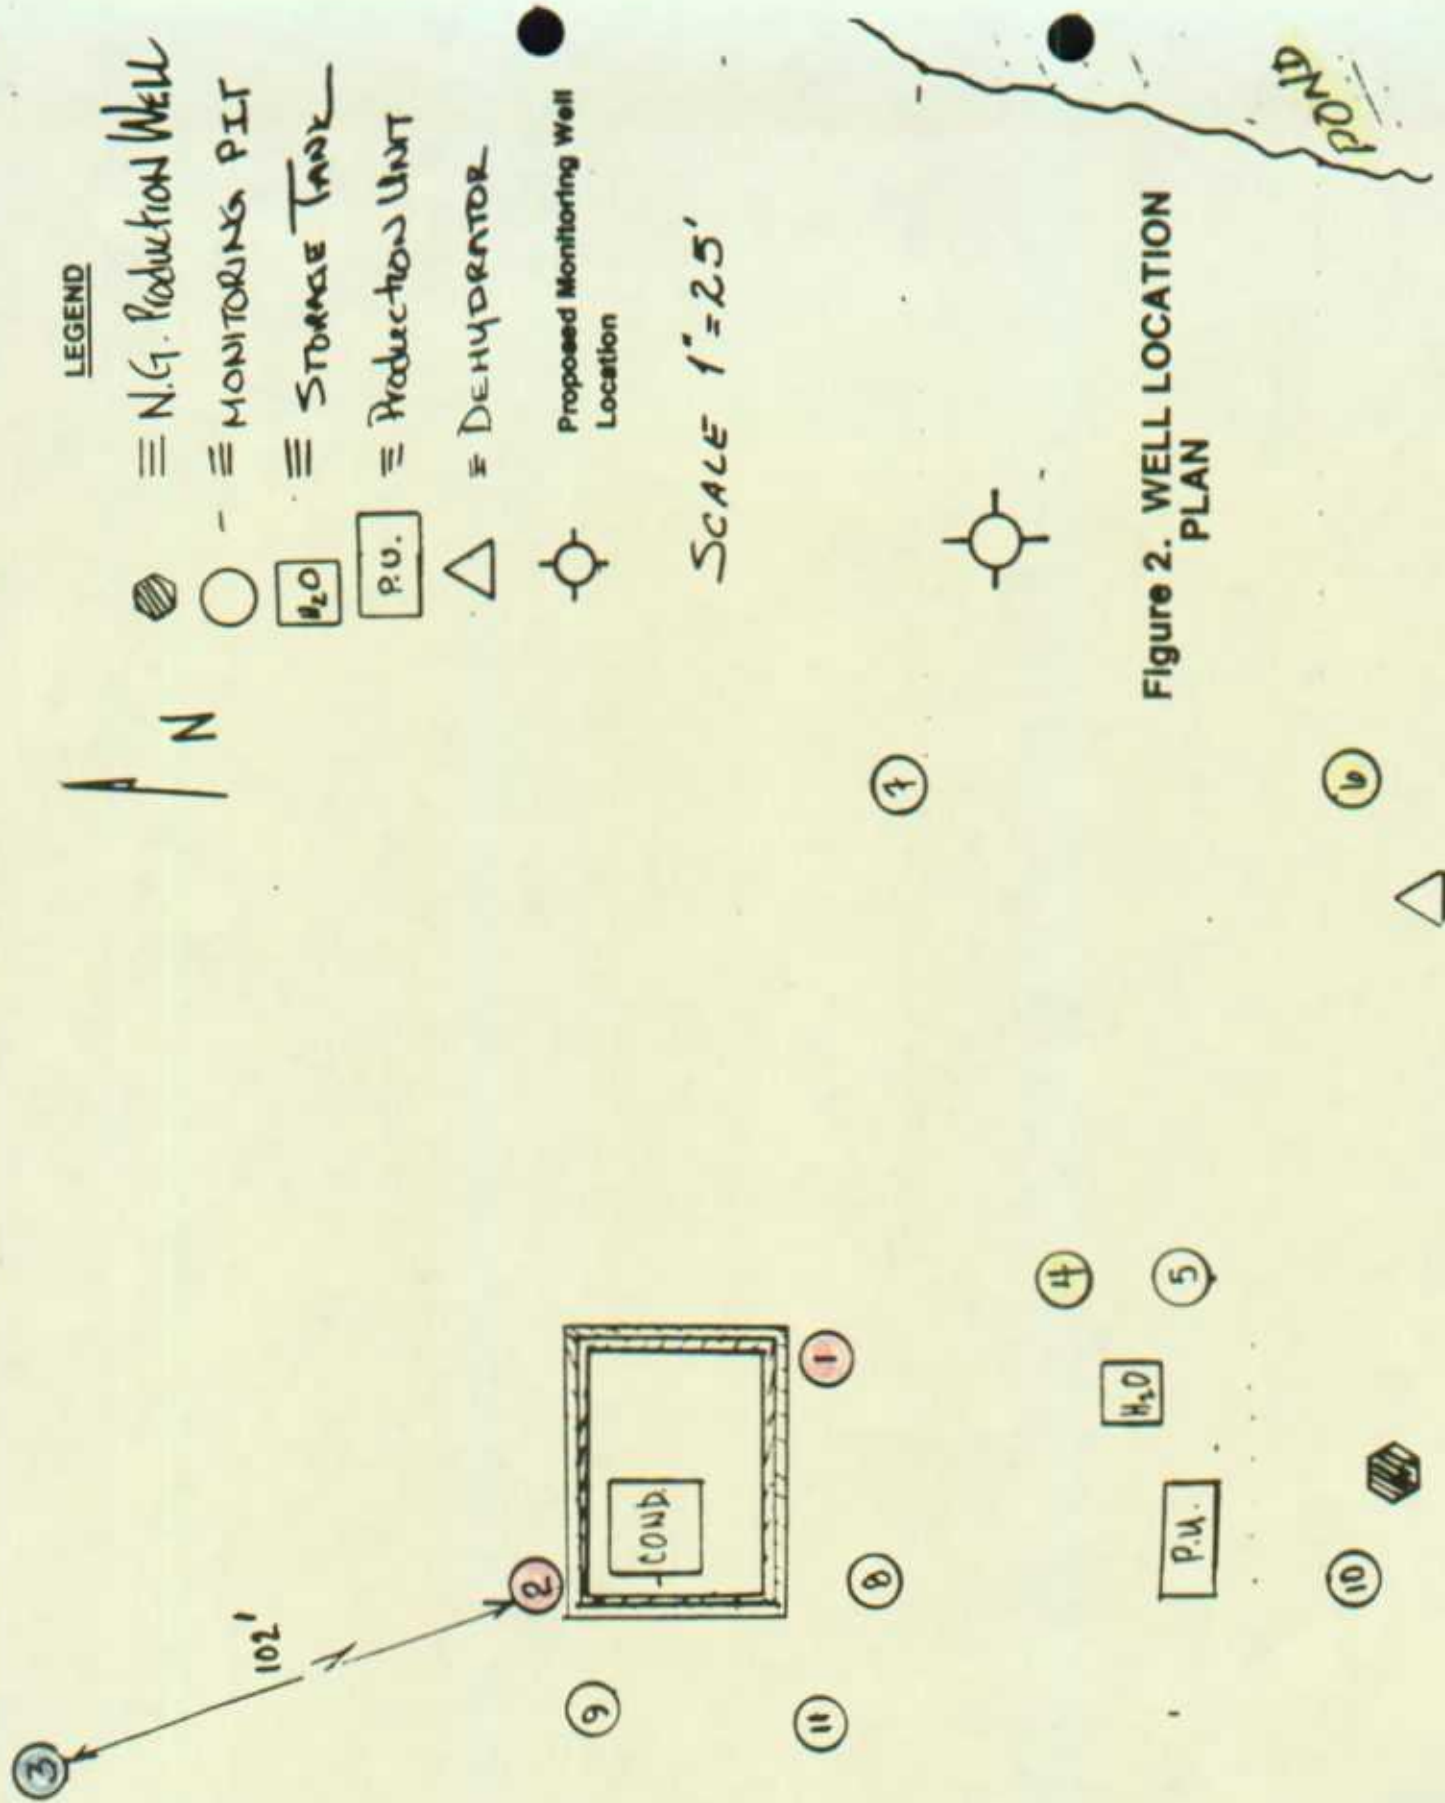 LEGEND
≡ N.G. Production Well
- ≡ MONITORING PIT
H2O ≡ STORAGE TANK
P.U. ≡ Production Unit
= DEHYDRATOR
Proposed Monitoring Well
Location
SCALE 1" = 25'
N
POND
3
102'
2
9
COND.
11
1
8
7
4
5
H2O
P.U.
10
6
Figure 2. WELL LOCATION
PLAN